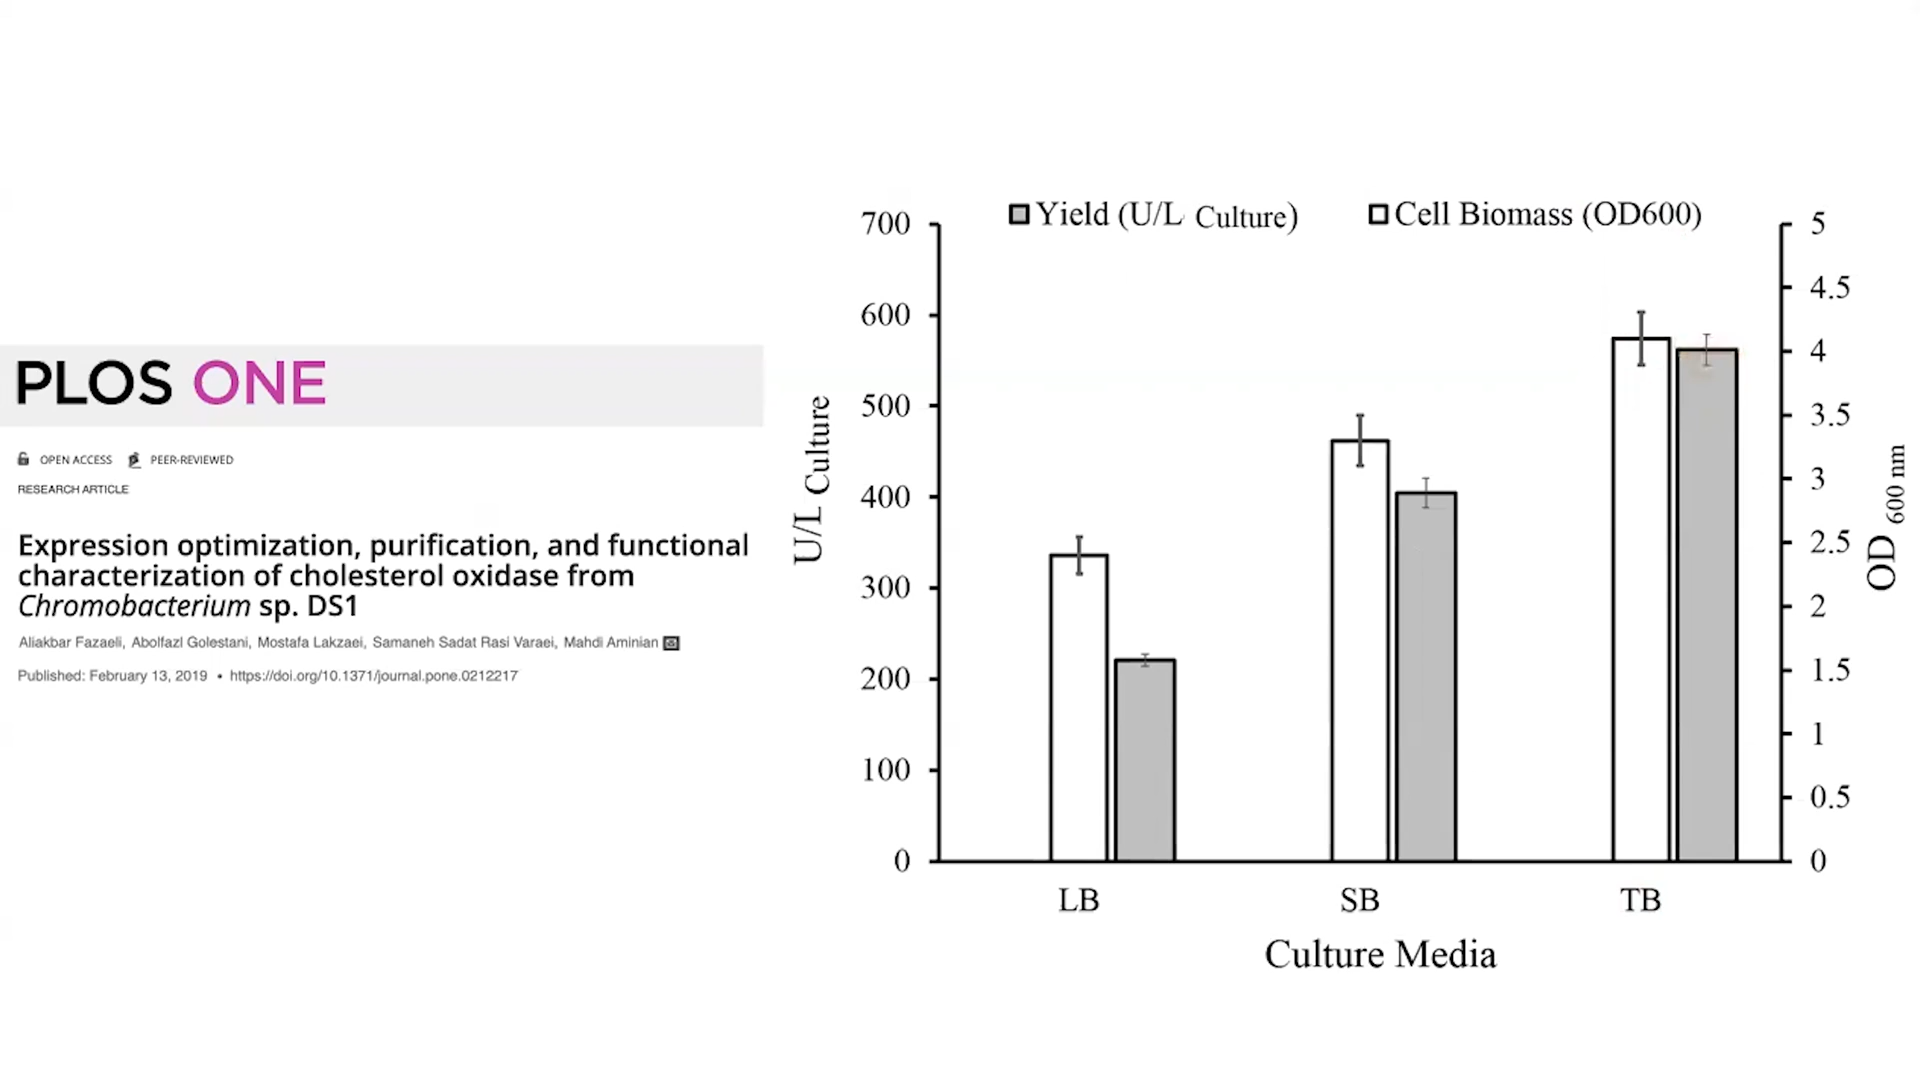 PLOS ONE
OPEN ACCESS PEER-REVIEWED
RESEARCH ARTICLE
Expression optimization, purification, and functional
characterization of cholesterol oxidase from
Chromobacterium sp. DS1
Aliakbar Fazaeli, Abolfazl Golestani, Mostafa Lakzaei, Samaneh Sadat Rasi Varaei, Mahdi Aminian
Published: February 13, 2019 • https://doi.org/10.1371/journal.pone.0212217
Yield (U/L Culture) Cell Biomass (OD600)
U/L Culture
700
600
500
400
300
200
100
0
5
4.5
4
3.5
3
2.5
2
1.5
1
0.5
0
OD 600 nm
LB SB TB
Culture Media